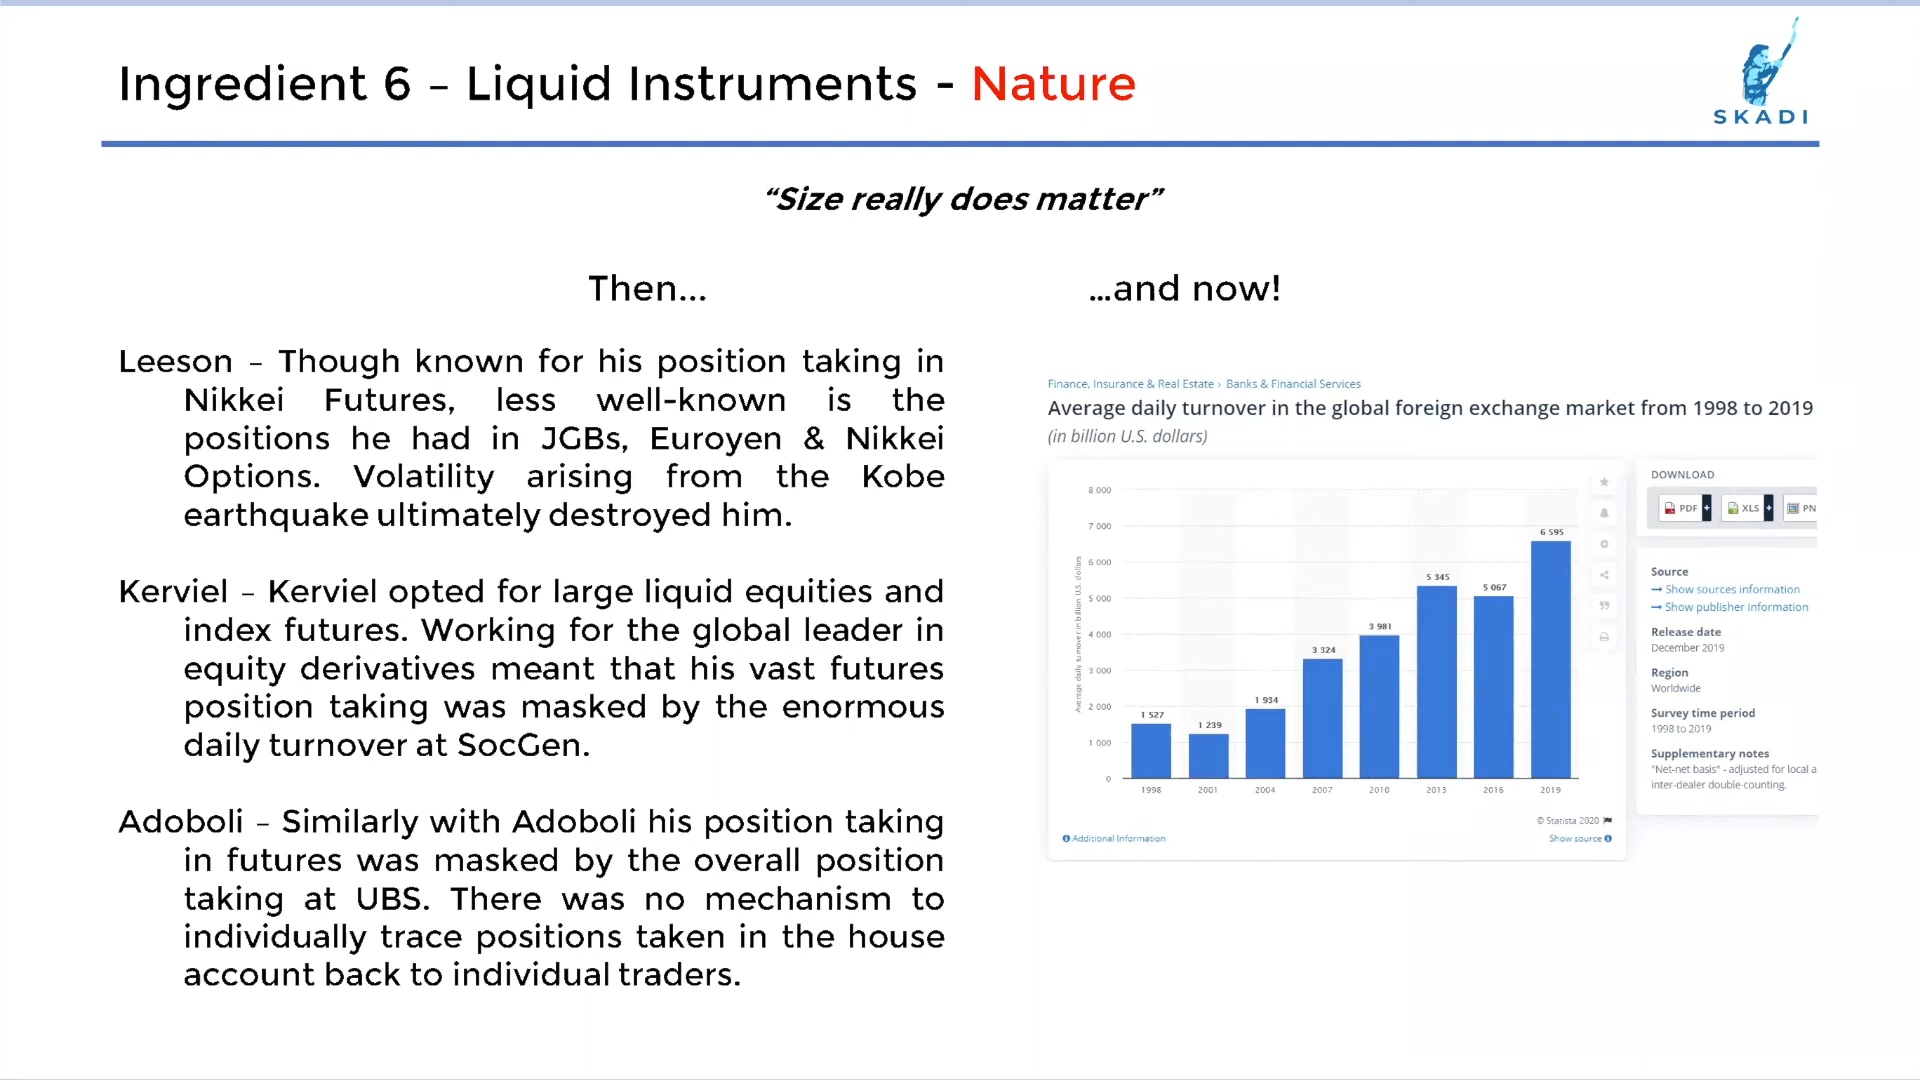 Ingredient 6 – Liquid Instruments - Nature
SKADI
“Size really does matter”
Then...
Leeson – Though known for his position taking in
Nikkei Futures, less well-known is the
positions he had in JGBs, Euroyen & Nikkei
Options. Volatility arising from the Kobe
earthquake ultimately destroyed him.
Kerviel – Kerviel opted for large liquid equities and
index futures. Working for the global leader in
equity derivatives meant that his vast futures
position taking was masked by the enormous
daily turnover at SocGen.
Adoboli – Similarly with Adoboli his position taking
in futures was masked by the overall position
taking at UBS. There was no mechanism to
individually trace positions taken in the house
account back to individual traders.
...and now!
Finance, Insurance & Real Estate › Banks & Financial Services
Average daily turnover in the global foreign exchange market from 1998 to 2019
(in billion U.S. dollars)
Average daily turnover in billion U.S. dollars
8 000
7 000
6 000
5 000
4 000
3 000
2 000
1 000
0
1 527
1 239
1 934
3 324
3 981
5 345
5 067
6 595
1998 2001 2004 2007 2010 2013 2016 2019
© Statista 2020
Additional Information
Show source
DOWNLOAD
PDF + XLS + PN
Source
→ Show sources information
→ Show publisher information
Release date
December 2019
Region
Worldwide
Survey time period
1998 to 2019
Supplementary notes
"Net-net basis" - adjusted for local a
inter-dealer double-counting.